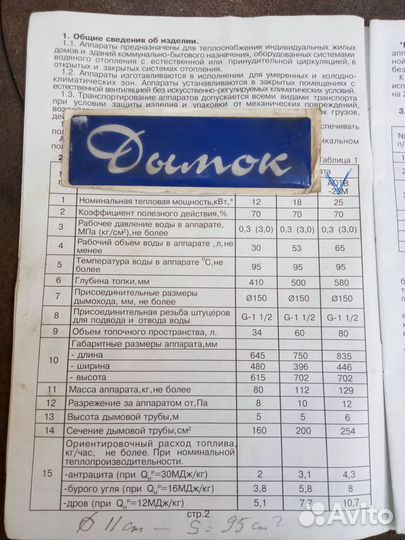 1. Общие сведения об изделии.
1.1. Аппараты предназначены для теплоснабжения индивидуальных жилых
домов и зданий коммунально-бытового назначения, оборудованных системами
водяного отопления с естественной или принудительной циркуляцией, в
открытых и закрытых системах отопления.
1.2. Аппараты изготавливаются в исполнении для умеренных и холодно-
климатических зон. Аппараты устанавливаются в закрытых помещениях с
естественной вентиляцией без искусственно-регулируемых климатических условий.
1.3. Транспортирование аппаратов допускается всеми видами транспорта
при условии защиты изделия и упаковки от механических повреждений,
грузов,
Дымок
Таблица 1
АОТВ
-25М
1 Номинальная тепловая мощность,кВт,* 12 18 25
2 Коэффициент полезного действия,% 70 70 70
3 Рабочее давление воды в аппарате,
МПа (кг/см²),не более 0,3 (3.0) 0,3 (3.0) 0,3 (3.0)
4 Рабочий объем воды в аппарате ,л,не
менее 30 53 65
5 Температура воды в аппарате °С,не
более 95 95 95
6 Глубина топки,мм 410 500 580
7 Присоединительные размеры
дымохода, мм, не более Ø150 Ø150 Ø150
8 Присоединительная резьба штуцеров
для подвода и отвода воды G-1 1/2 G-1 1/2 G-1 1/2
9 Объем топочного пространства, л. 34 60 80
10 Габаритные размеры аппарата,мм
- длина 645 750 835
- ширина 480 396 446
- высота 615 702 702
11 Масса аппарата,кг,не более 80 112 129
12 Разрежение за аппаратом от,Па 8 10 12
13 Высота дымовой трубы,м 5 5 6
14 Сечение дымовой трубы,см² 160 200 254
15 Ориентировочный расход топлива,
кг/час, не более. При номинальной
теплопроизводительности.
-антрацита (при Qнр=30МДж/кг) 2 3,1 4,3
-бурого угля (при Qнр=16МДж/кг) 3,8 5,8 8
-дров (при Qнр=12МДж/кг) 5,1 7.7 10,7
стр.2
Ø 11 cm — S = 95 cm²
Avito